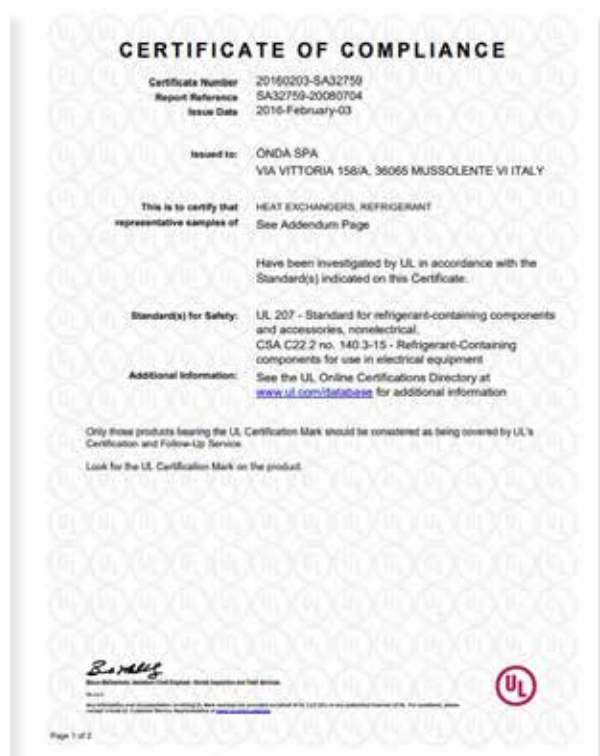 CERTIFICATE OF COMPLIANCE
Certificate Number 20160203-SA32759
Report Reference SA32759-20080704
Issue Date 2016-February-03
Issued to: ONDA SPA
VIA VITTORIA 158/A, 36065 MUSSOLENTE VI ITALY
This is to certify that HEAT EXCHANGERS, REFRIGERANT
representative samples of See Addendum Page
Have been investigated by UL in accordance with the
Standard(s) indicated on this Certificate.
Standard(s) for Safety: UL 207 - Standard for refrigerant-containing components
and accessories, nonelectrical.
CSA C22.2 no. 140.3-15 - Refrigerant-Containing
components for use in electrical equipment
Additional Information: See the UL Online Certifications Directory at
www.ul.com/database for additional information
Only those products bearing the UL Certification Mark should be considered as being covered by UL's
Certification and Follow-Up Service.
Look for the UL Certification Mark on the product.
UL
Page 1 of 2